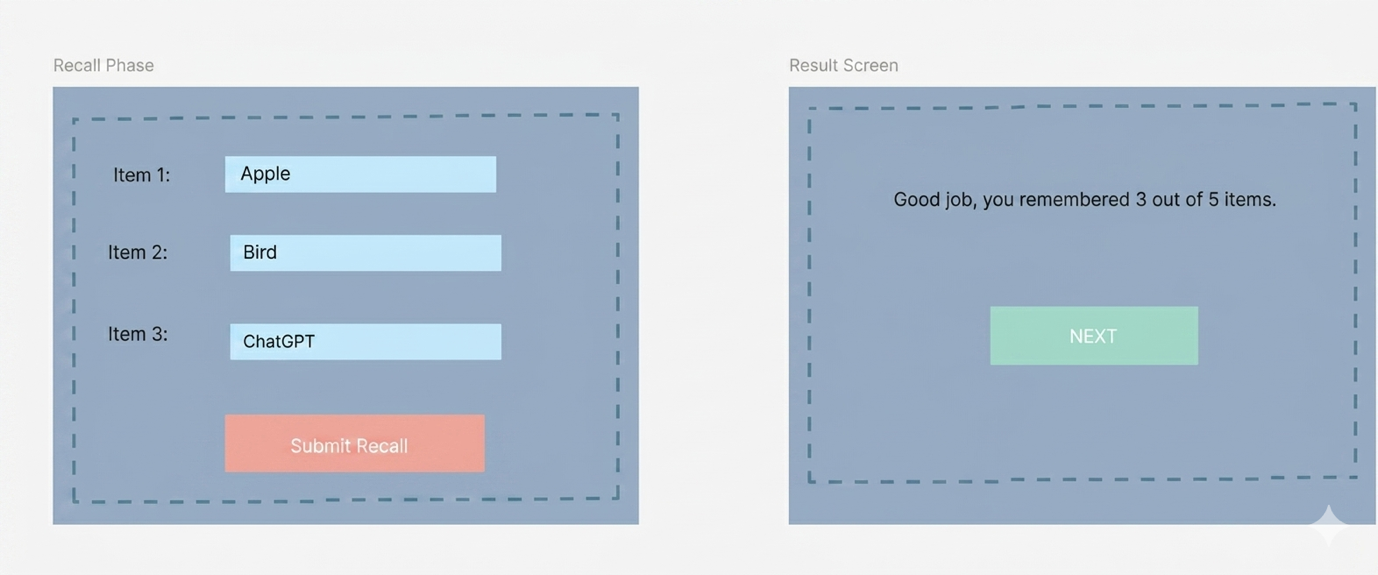 Recall Phase
Item 1: Apple
Item 2: Bird
Item 3: ChatGPT
Submit Recall
Result Screen
Good job, you remembered 3 out of 5 items.
NEXT